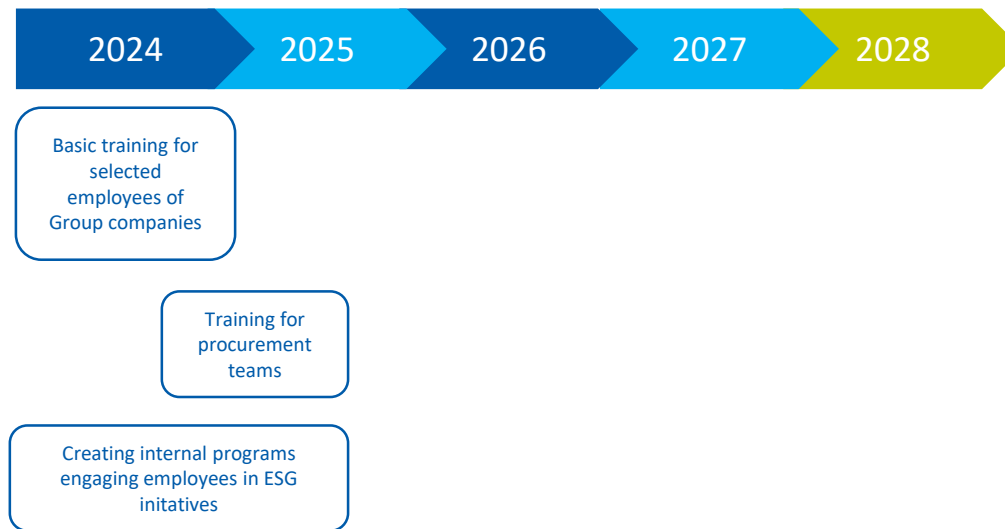 2024 2025 2026 2027 2028
Basic training for
selected
employees of
Group companies
Training for
procurement
teams
Creating internal programs
engaging employees in ESG
initatives